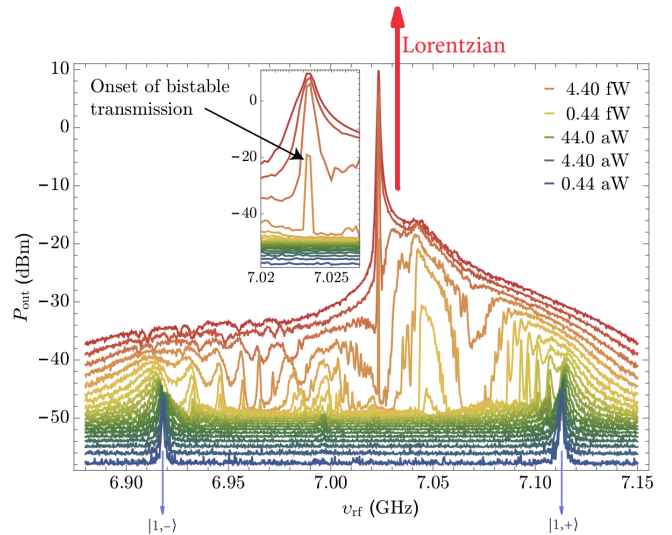 Lorentzian
Onset of bistable
transmission
0
−20
−40
7.02
7.025
4.40 fW
0.44 fW
44.0 aW
4.40 aW
0.44 aW
10
0
−10
−20
−30
−40
−50
P_out (dBm)
6.90
6.95
7.00
7.05
7.10
7.15
υ_rf (GHz)
|1,−⟩
|1,+⟩